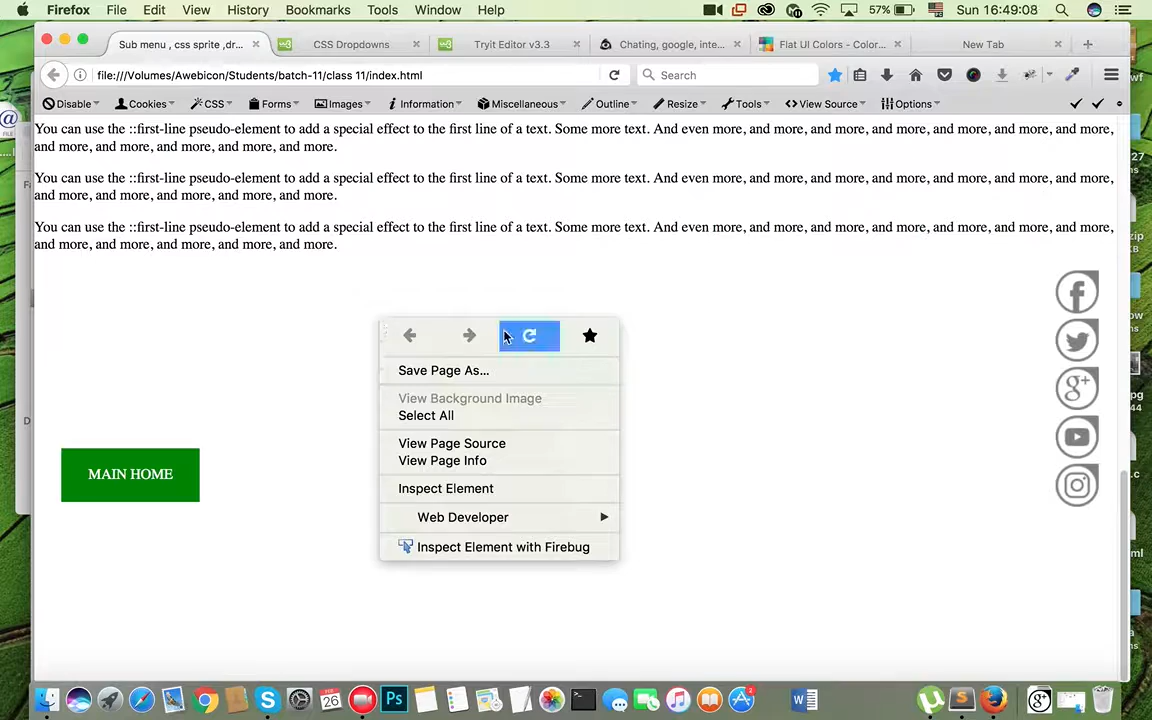 Firefox File Edit View History Bookmarks Tools Window Help 57% Sun 16:49:08
Sub menu , css sprite ,dr... CSS Dropdowns Tryit Editor v3.3 Chating, google, inte... Flat UI Colors - Color... New Tab
file:///Volumes/Awebicon/Students/batch-11/class 11/index.html Search
Disable Cookies CSS Forms Images Information Miscellaneous Outline Resize Tools View Source Options
You can use the ::first-line pseudo-element to add a special effect to the first line of a text. Some more text. And even more, and more, and more, and more, and more, and more, and more,
and more, and more, and more, and more, and more.
You can use the ::first-line pseudo-element to add a special effect to the first line of a text. Some more text. And even more, and more, and more, and more, and more, and more, and more,
and more, and more, and more, and more, and more.
You can use the ::first-line pseudo-element to add a special effect to the first line of a text. Some more text. And even more, and more, and more, and more, and more, and more, and more,
and more, and more, and more, and more, and more.
Save Page As...
View Background Image
Select All
View Page Source
View Page Info
Inspect Element
Web Developer
Inspect Element with Firebug
MAIN HOME